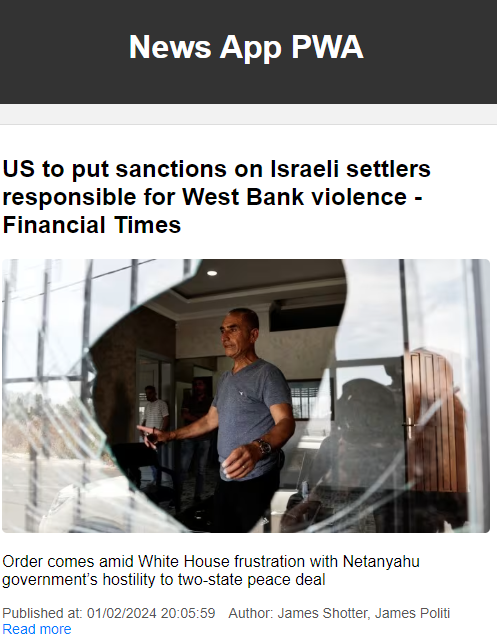 News App PWA
US to put sanctions on Israeli settlers
responsible for West Bank violence -
Financial Times
Order comes amid White House frustration with Netanyahu
government’s hostility to two-state peace deal
Published at: 01/02/2024 20:05:59 Author: James Shotter, James Politi
Read more